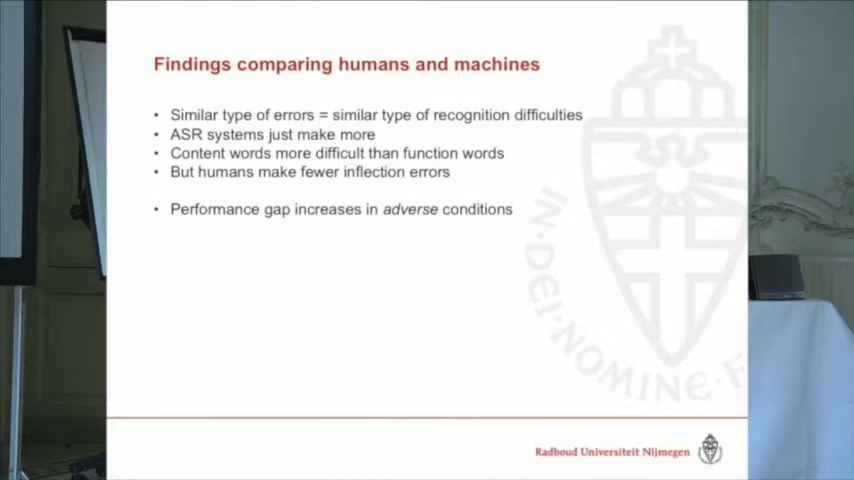 Findings comparing humans and machines
• Similar type of errors = similar type of recognition difficulties
• ASR systems just make more
• Content words more difficult than function words
• But humans make fewer inflection errors
• Performance gap increases in adverse conditions
IN·DEI·NOMINE·F
Radboud Universiteit Nijmegen